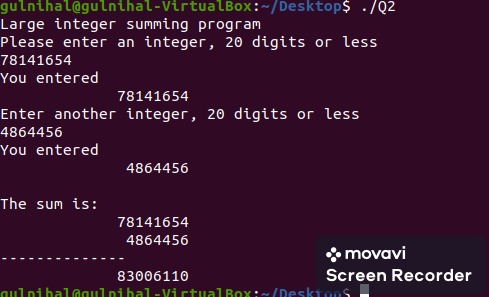 gulnihal@gulnihal-VirtualBox:~/Desktop$ ./Q2
Large integer summing program
Please enter an integer, 20 digits or less
78141654
You entered
78141654
Enter another integer, 20 digits or less
4864456
You entered
4864456
The sum is:
78141654
4864456
--------------
83006110
gulnihal@gulnihal-VirtualBox:~/Desktop$
movavi
Screen Recorder